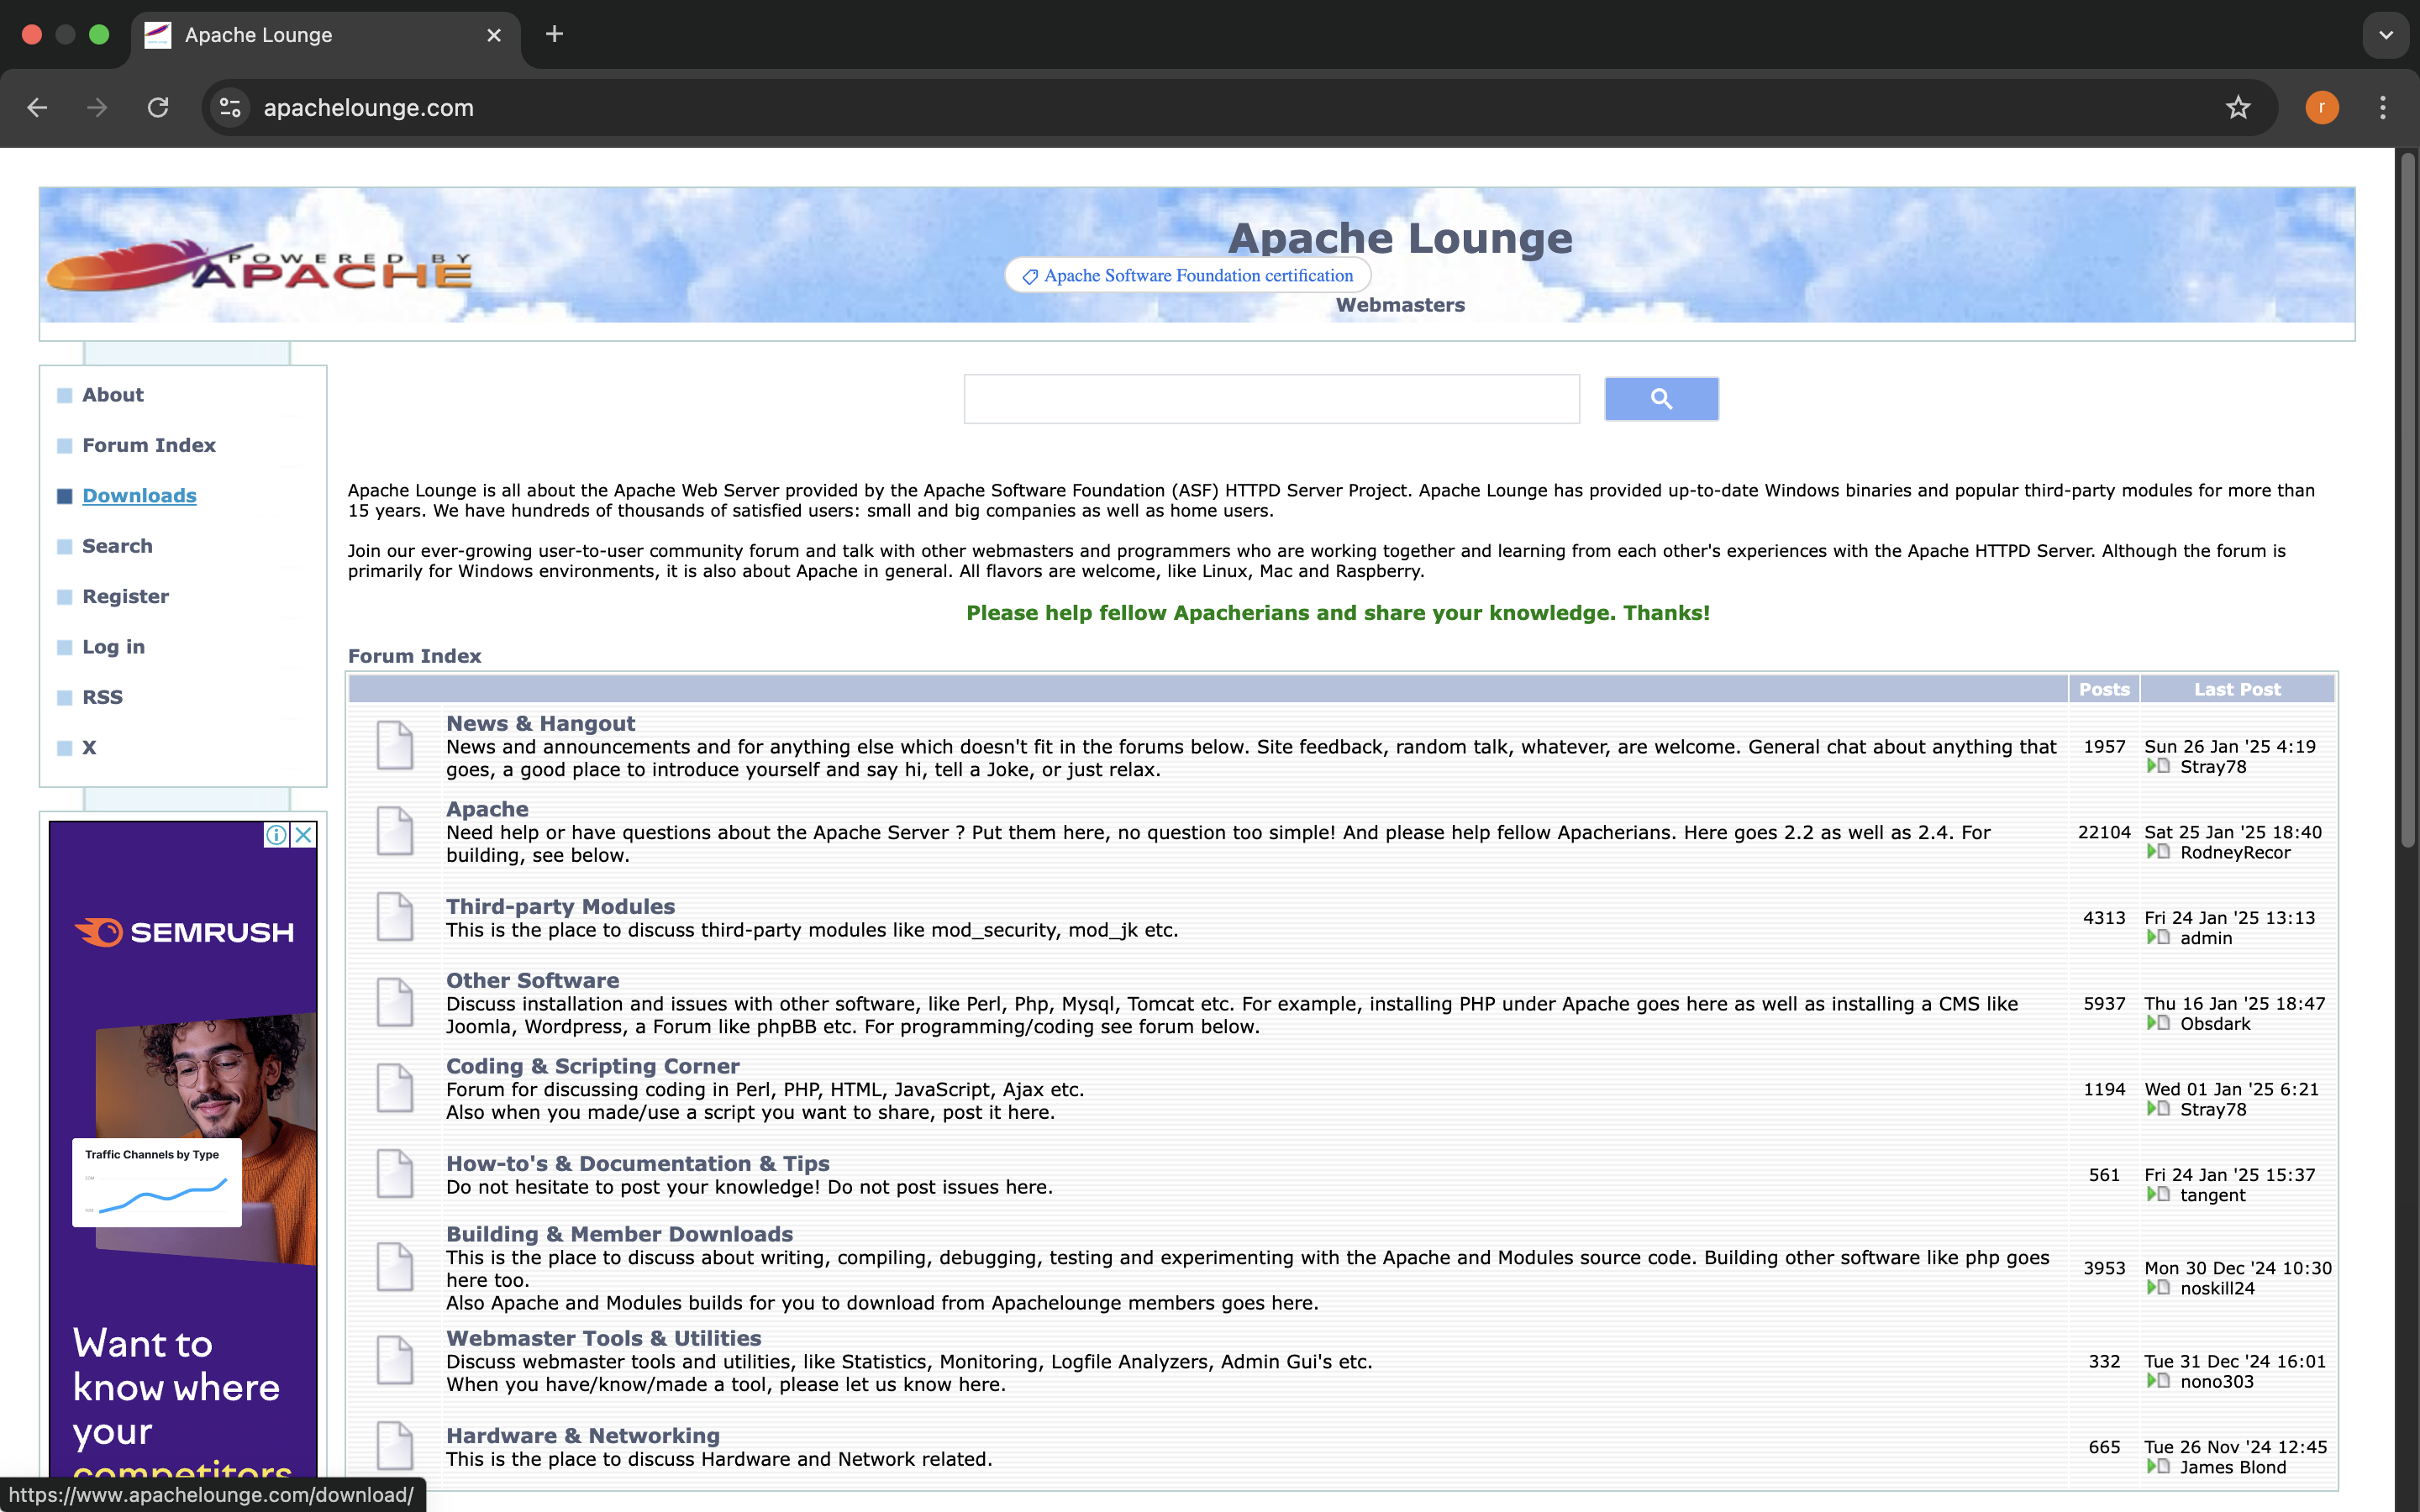 Apache Lounge
apachelounge.com
r
POWERED BY
APACHE
Apache Lounge
Apache Software Foundation certification
Webmasters
About
Forum Index
Downloads
Search
Register
Log in
RSS
X
Apache Lounge is all about the Apache Web Server provided by the Apache Software Foundation (ASF) HTTPD Server Project. Apache Lounge has provided up-to-date Windows binaries and popular third-party modules for more than
15 years. We have hundreds of thousands of satisfied users: small and big companies as well as home users.
Join our ever-growing user-to-user community forum and talk with other webmasters and programmers who are working together and learning from each other's experiences with the Apache HTTPD Server. Although the forum is
primarily for Windows environments, it is also about Apache in general. All flavors are welcome, like Linux, Mac and Raspberry.
Please help fellow Apacherians and share your knowledge. Thanks!
Forum Index
Posts Last Post
News & Hangout
News and announcements and for anything else which doesn't fit in the forums below. Site feedback, random talk, whatever, are welcome. General chat about anything that
goes, a good place to introduce yourself and say hi, tell a Joke, or just relax.
1957
Sun 26 Jan '25 4:19
Stray78
Apache
Need help or have questions about the Apache Server ? Put them here, no question too simple! And please help fellow Apacherians. Here goes 2.2 as well as 2.4. For
building, see below.
22104
Sat 25 Jan '25 18:40
RodneyRecor
Third-party Modules
This is the place to discuss third-party modules like mod_security, mod_jk etc.
4313
Fri 24 Jan '25 13:13
admin
Other Software
Discuss installation and issues with other software, like Perl, Php, Mysql, Tomcat etc. For example, installing PHP under Apache goes here as well as installing a CMS like
Joomla, Wordpress, a Forum like phpBB etc. For programming/coding see forum below.
5937
Thu 16 Jan '25 18:47
Obsdark
Coding & Scripting Corner
Forum for discussing coding in Perl, PHP, HTML, JavaScript, Ajax etc.
Also when you made/use a script you want to share, post it here.
1194
Wed 01 Jan '25 6:21
Stray78
How-to's & Documentation & Tips
Do not hesitate to post your knowledge! Do not post issues here.
561
Fri 24 Jan '25 15:37
tangent
Building & Member Downloads
This is the place to discuss about writing, compiling, debugging, testing and experimenting with the Apache and Modules source code. Building other software like php goes
here too.
Also Apache and Modules builds for you to download from Apachelounge members goes here.
3953
Mon 30 Dec '24 10:30
noskill24
Webmaster Tools & Utilities
Discuss webmaster tools and utilities, like Statistics, Monitoring, Logfile Analyzers, Admin Gui's etc.
When you have/know/made a tool, please let us know here.
332
Tue 31 Dec '24 16:01
nono303
Hardware & Networking
This is the place to discuss Hardware and Network related.
665
Tue 26 Nov '24 12:45
James Blond
SEMRUSH
Traffic Channels by Type
Want to
know where
your
competitors
https://www.apachelounge.com/download/